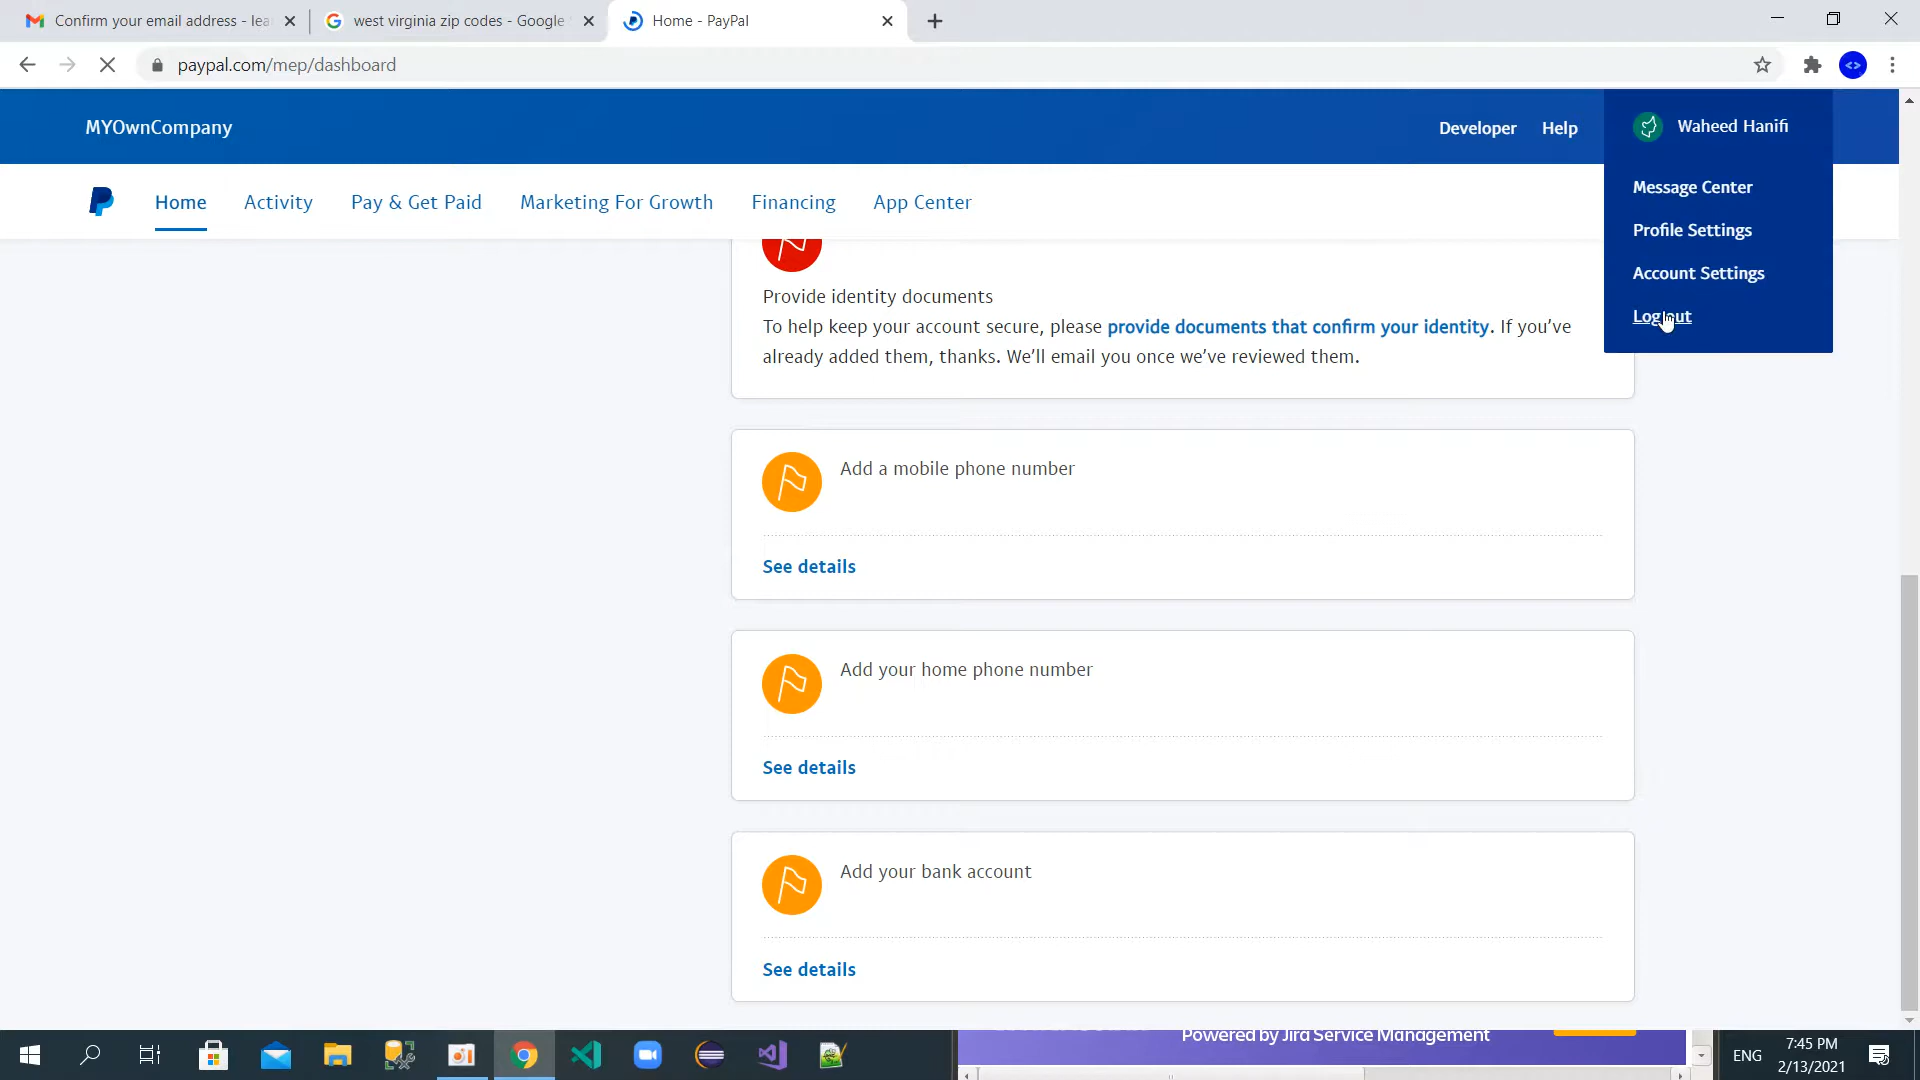 Confirm your email address - lea
west virginia zip codes - Google
Home - PayPal
paypal.com/mep/dashboard
MYOwnCompany
Developer
Help
Waheed Hanifi
Home
Activity
Pay & Get Paid
Marketing For Growth
Financing
App Center
Message Center
Profile Settings
Account Settings
Logout
Provide identity documents
To help keep your account secure, please provide documents that confirm your identity. If you've
already added them, thanks. We'll email you once we've reviewed them.
Add a mobile phone number
See details
Add your home phone number
See details
Add your bank account
See details
Powered by Jira Service Management
ENG
7:45 PM
2/13/2021